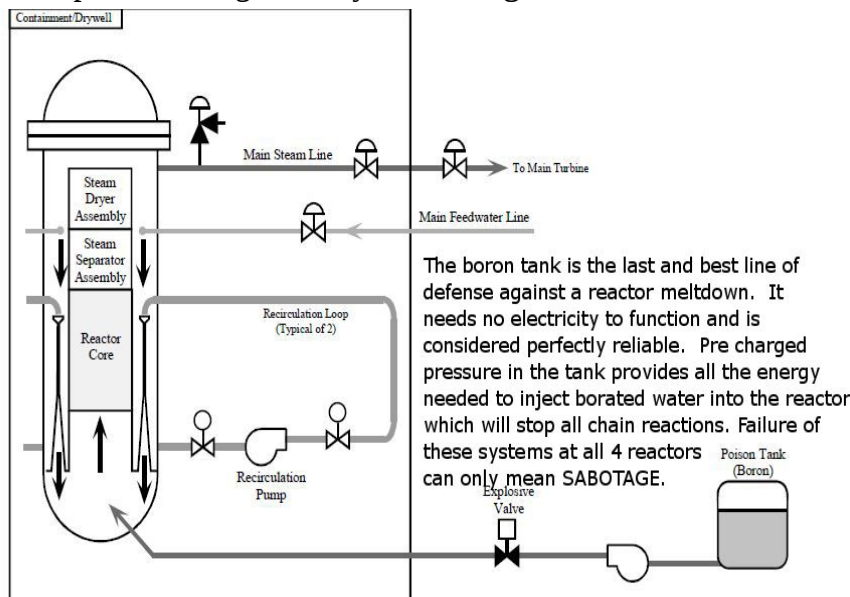 Containment/Drywell
Main Steam Line
To Main Turbine
Steam
Dryer
Assembly
Main Feedwater Line
Steam
Separator
Assembly
The boron tank is the last and best line of
defense against a reactor meltdown. It
needs no electricity to function and is
considered perfectly reliable. Pre charged
pressure in the tank provides all the energy
needed to inject borated water into the reactor
which will stop all chain reactions. Failure of
these systems at all 4 reactors
can only mean SABOTAGE.
Recirculation Loop
(Typical of 2)
Reactor
Core
Recirculation
Pump
Poison Tank
(Boron)
Explosive
Valve